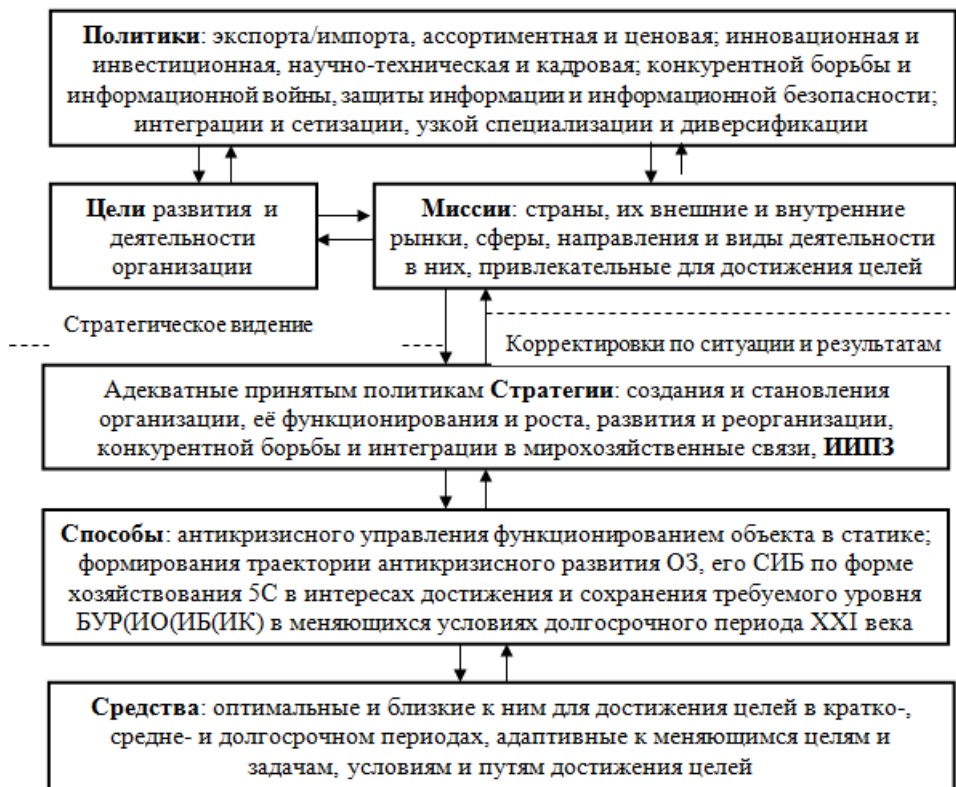 Политики: экспорта/импорта, ассортиментная и ценовая; инновационная и
инвестиционная, научно-техническая и кадровая; конкурентной борьбы и
информационной войны, защиты информации и информационной безопасности;
интеграции и сетизации, узкой специализации и диверсификации
Цели развития и
деятельности
организации
Миссии: страны, их внешние и внутренние
рынки, сферы, направления и виды деятельности
в них, привлекательные для достижения целей
Стратегическое видение
Корректировки по ситуации и результатам
Адекватные принятым политикам Стратегии: создания и становления
организации, её функционирования и роста, развития и реорганизации,
конкурентной борьбы и интеграции в мирохозяйственные связи, ИИПЗ
Способы: антикризисного управления функционированием объекта в статике;
формирования траектории антикризисного развития ОЗ, его СИБ по форме
хозяйствования 5С в интересах достижения и сохранения требуемого уровня
БУР(ИО(ИБ(ИК) в меняющихся условиях долгосрочного периода XXI века
Средства: оптимальные и близкие к ним для достижения целей в кратко-,
средне- и долгосрочном периодах, адаптивные к меняющимся целям и
задачам, условиям и путям достижения целей